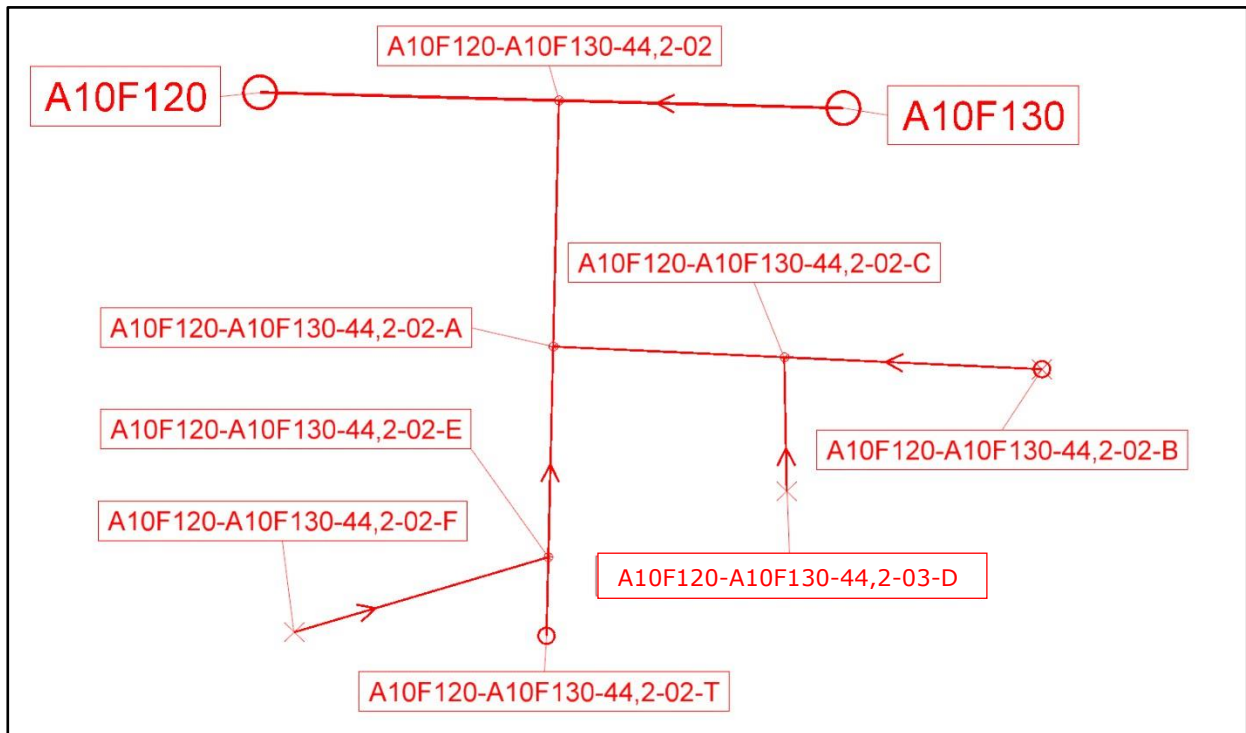 A10F120-A10F130-44,2-02
A10F120
A10F130
A10F120-A10F130-44,2-02-C
A10F120-A10F130-44,2-02-A
A10F120-A10F130-44,2-02-E
A10F120-A10F130-44,2-02-B
A10F120-A10F130-44,2-02-F
A10F120-A10F130-44,2-03-D
A10F120-A10F130-44,2-02-T